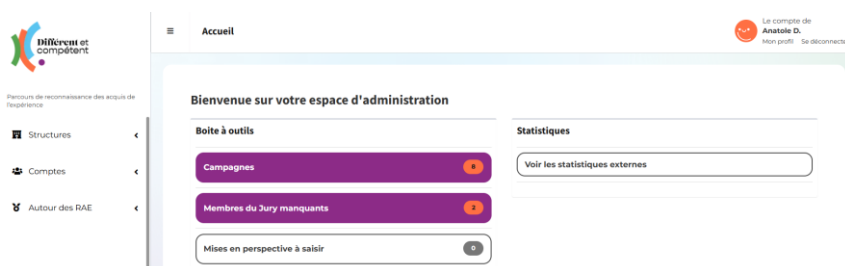 Différent et
compétent
Parcours de reconnaissance des acquis de
l'expérience
Structures
Comptes
Autour des RAE
Accueil
Le compte de
Anatole D.
Mon profil Se déconnecte
Bienvenue sur votre espace d'administration
Boite à outils
Campagnes 6
Membres du Jury manquants 2
Mises en perspective à saisir 0
Statistiques
Voir les statistiques externes